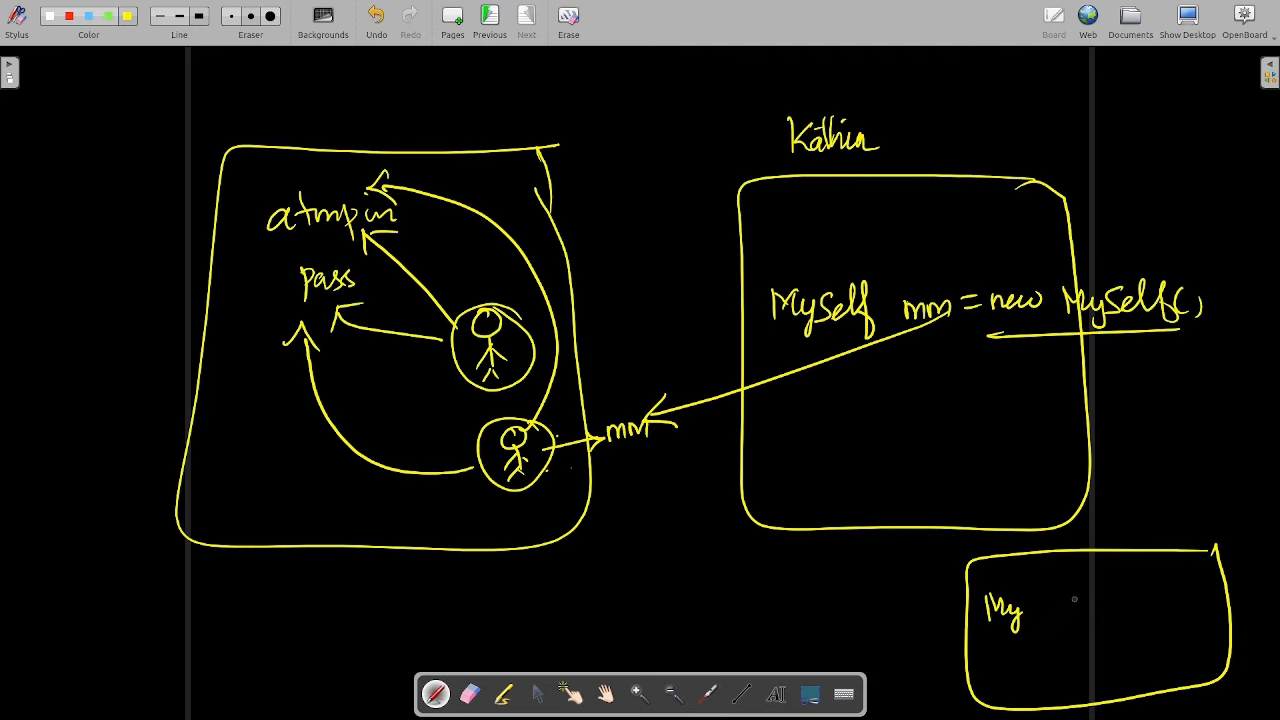 Stylus
Color
Line
Eraser
Backgrounds
Undo
Redo
Pages
Previous
Next
Erase
Board
Web
Documents
Show Desktop
OpenBoard
atmpin
pass
mm
MySelf mm = new MySelf()
My